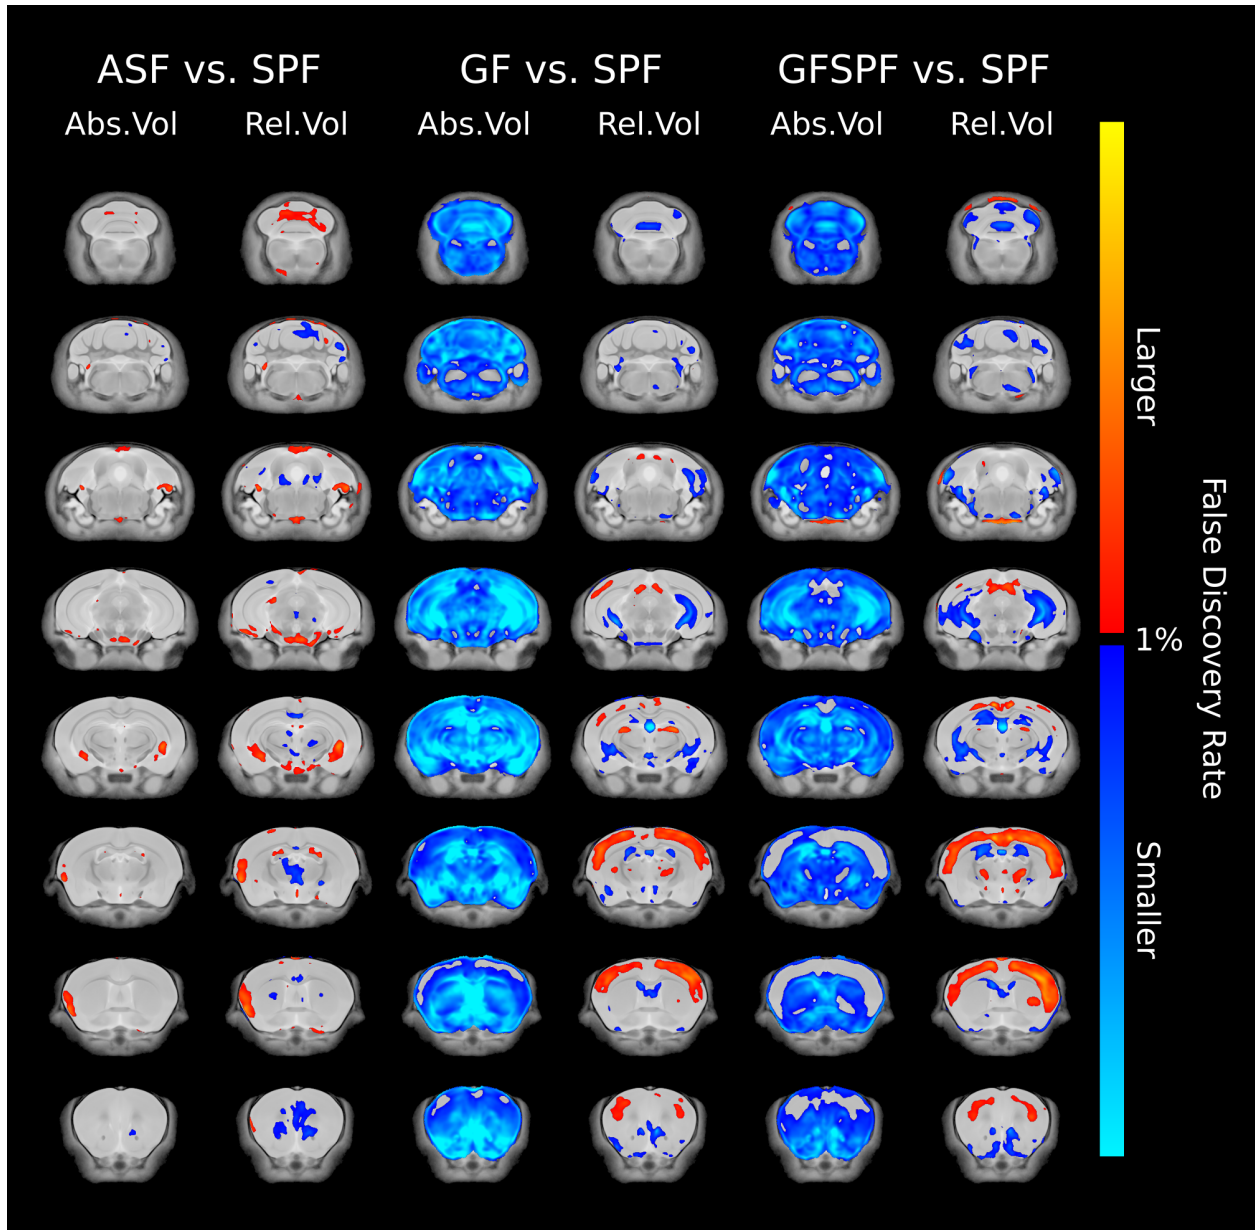 ASF vs. SPF GF vs. SPF GFSPF vs. SPF
Abs.Vol Rel.Vol Abs.Vol Rel.Vol Abs.Vol Rel.Vol
Larger
1%
Smaller
False Discovery Rate